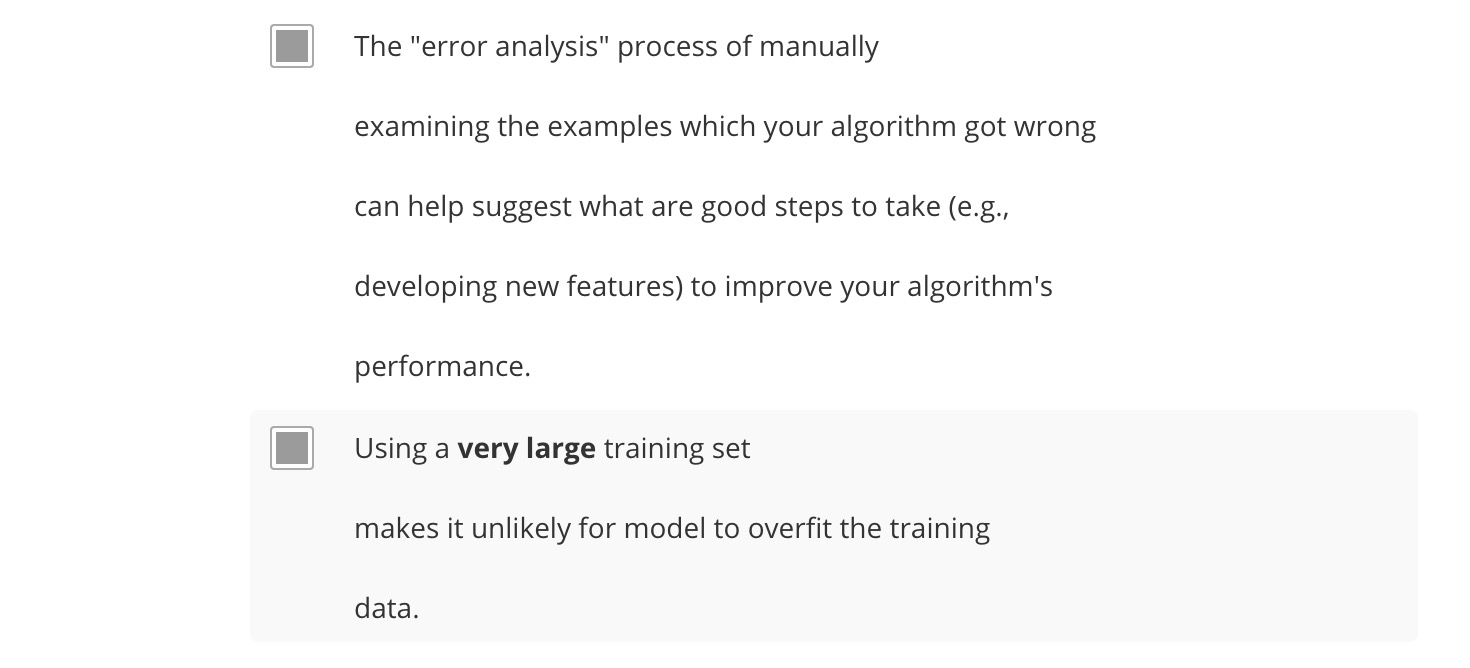 The "error analysis" process of manually
examining the examples which your algorithm got wrong
can help suggest what are good steps to take (e.g.,
developing new features) to improve your algorithm's
performance.
Using a very large training set
makes it unlikely for model to overfit the training
data.